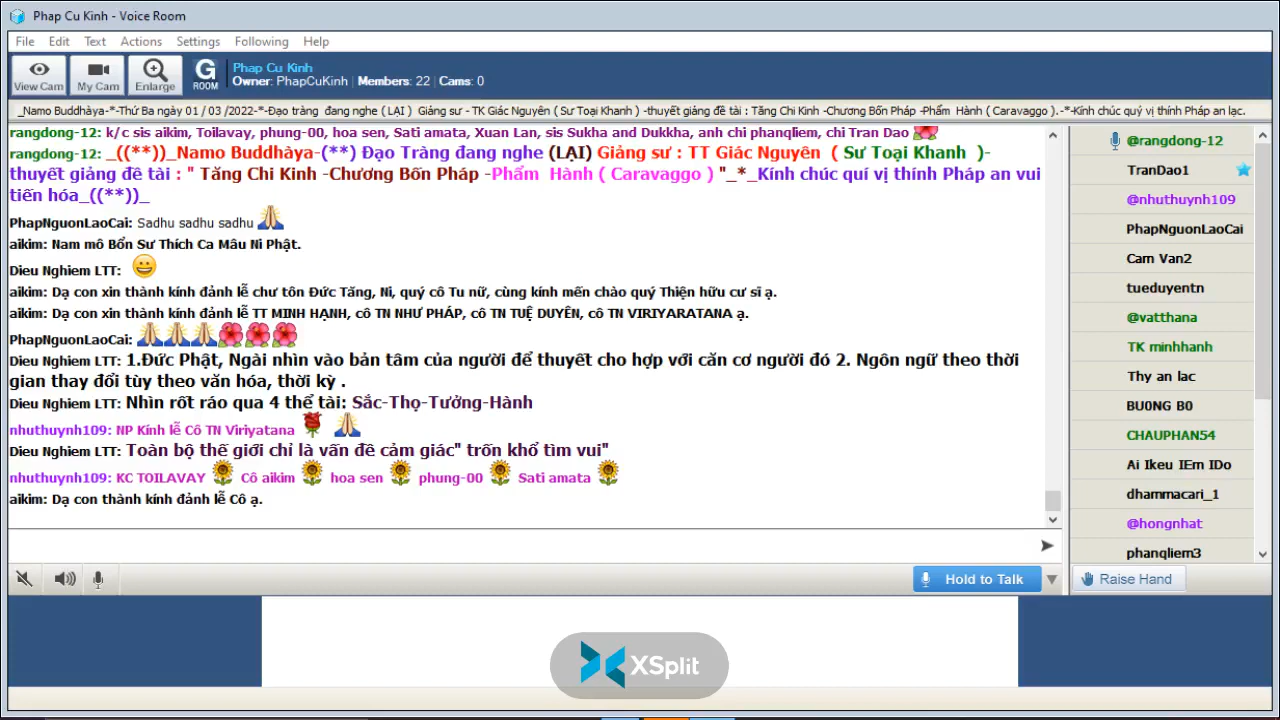 Phap Cu Kinh - Voice Room
File Edit Text Actions Settings Following Help
View Cam My Cam Enlarge G ROOM Phap Cu Kinh
Owner: PhapCuKinh | Members: 22 | Cams: 0
_Namo Buddhàya-*-Thứ Ba ngày 01 / 03 /2022-*-Đạo tràng đang nghe ( LẠI ) Giảng sư - TK Giác Nguyên ( Sư Toại Khanh ) -thuyết giảng đề tài : Tăng Chi Kinh -Chương Bốn Pháp -Phẩm Hành ( Caravaggo ).-*-Kính chúc quý vị thính Pháp an lạc.
rangdong-12: k/c sis aikim, Toilavay, phung-00, hoa sen, Sati amata, Xuan Lan, sis Sukha and Dukkha, anh chi phanqliem, chi Tran Dao
rangdong-12: _((**))_Namo Buddhàya-(**) Đạo Tràng đang nghe (LẠI) Giảng sư : TT Giác Nguyên ( Sư Toại Khanh )-
thuyết giảng đề tài : " Tăng Chi Kinh -Chương Bốn Pháp -Phẩm Hành ( Caravaggo ) "_*_Kính chúc quí vị thính Pháp an vui
tiến hóa_((**))_
PhapNguonLaoCai: Sadhu sadhu sadhu
aikim: Nam mô Bổn Sư Thích Ca Mâu Ni Phật.
Dieu Nghiem LTT:
aikim: Dạ con xin thành kính đảnh lễ chư tôn Đức Tăng, Ni, quý cô Tu nữ, cùng kính mến chào quý Thiện hữu cư sĩ ạ.
aikim: Dạ con xin thành kính đảnh lễ TT MINH HẠNH, cô TN NHƯ PHÁP, cô TN TUỆ DUYÊN, cô TN VIRIYARATANA ạ.
PhapNguonLaoCai:
Dieu Nghiem LTT: 1.Đức Phật, Ngài nhìn vào bản tâm của người để thuyết cho hợp với căn cơ người đó 2. Ngôn ngữ theo thời
gian thay đổi tùy theo văn hóa, thời kỳ .
Dieu Nghiem LTT: Nhìn rốt ráo qua 4 thể tài: Sắc-Thọ-Tưởng-Hành
nhuthuynh109: NP Kính lễ Cô TN Viriyatana
Dieu Nghiem LTT: Toàn bộ thế giới chỉ là vấn đề cảm giác" trốn khổ tìm vui"
nhuthuynh109: KC TOILAVAY Cô aikim hoa sen phung-00 Sati amata
aikim: Dạ con thành kính đảnh lễ Cô ạ.
@rangdong-12
TranDao1
@nhuthuynh109
PhapNguonLaoCai
Cam Van2
tueduyentn
@vatthana
TK minhhanh
Thy an lac
BU0NG B0
CHAUPHAN54
Ai Ikeu IEm IDo
dhammacari_1
@hongnhat
phanqliem3
Hold to Talk
Raise Hand
XSplit